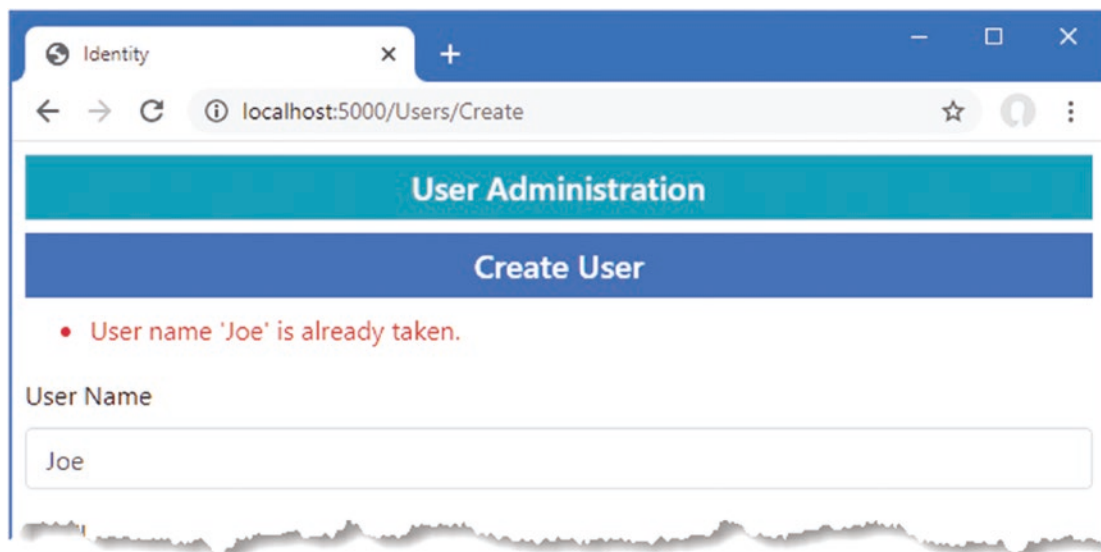 Identity
localhost:5000/Users/Create
User Administration
Create User
User name 'Joe' is already taken.
User Name
Joe